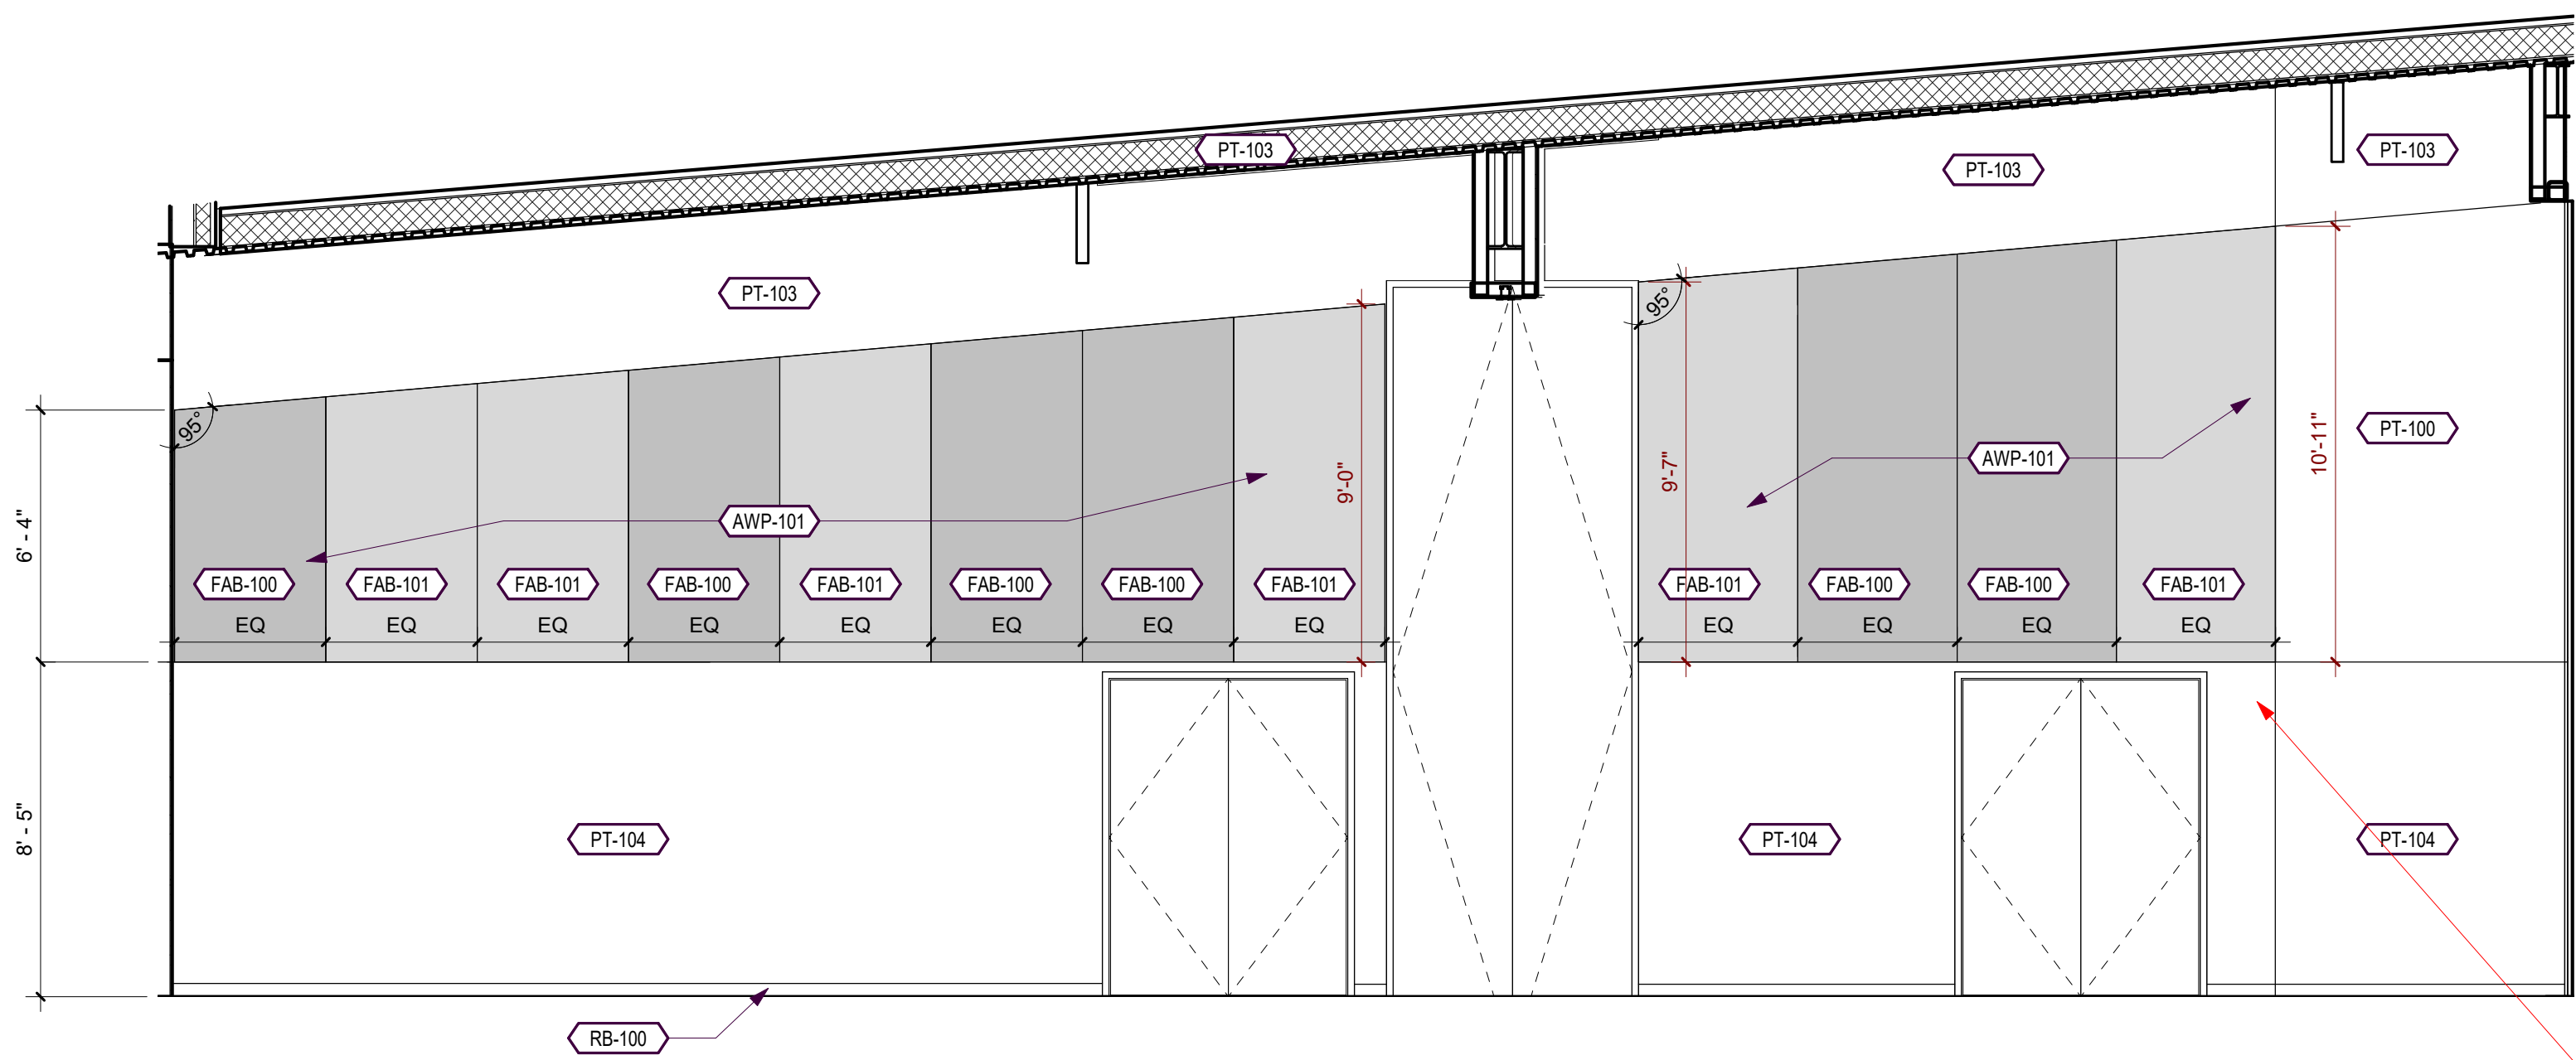 PT-103
PT-103
PT-103
PT-103
95°
95°
6' - 4"
9'-0"
9'-7"
10'-11"
PT-100
AWP-101
AWP-101
FAB-100
FAB-101
FAB-101
FAB-100
FAB-101
FAB-100
FAB-100
FAB-101
FAB-101
FAB-100
FAB-100
FAB-101
EQ
EQ
EQ
EQ
EQ
EQ
EQ
EQ
EQ
EQ
EQ
EQ
8' - 5"
PT-104
PT-104
PT-104
RB-100